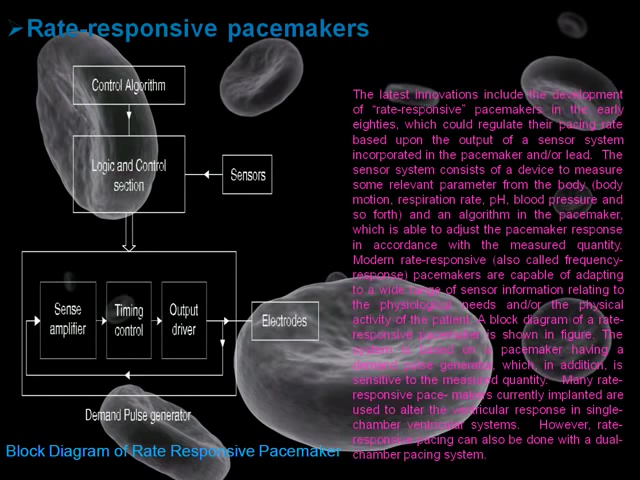 Rate-responsive pacemakers
Control Algorithm
Logic and Control
section
Sensors
Sense
amplifier
Timing
control
Output
driver
Electrodes
Demand Pulse generator
Block Diagram of Rate Responsive Pacemaker
The latest innovations include the development
of “rate-responsive” pacemakers in the early
eighties, which could regulate their pacing rate
based upon the output of a sensor system
incorporated in the pacemaker and/or lead. The
sensor system consists of a device to measure
some relevant parameter from the body (body
motion, respiration rate, pH, blood pressure and
so forth) and an algorithm in the pacemaker,
which is able to adjust the pacemaker response
in accordance with the measured quantity.
Modern rate-responsive (also called frequency-
response) pacemakers are capable of adapting
to a wide range of sensor information relating to
the physiological needs and/or the physical
activity of the patient. A block diagram of a rate-
responsive pacemaker is shown in figure. The
system is based on a pacemaker having a
demand pulse generator, which, in addition, is
sensitive to the measured quantity. Many rate-
responsive pace- makers currently implanted are
used to alter the ventricular response in single-
chamber ventricular systems. However, rate-
responsive pacing can also be done with a dual-
chamber pacing system.